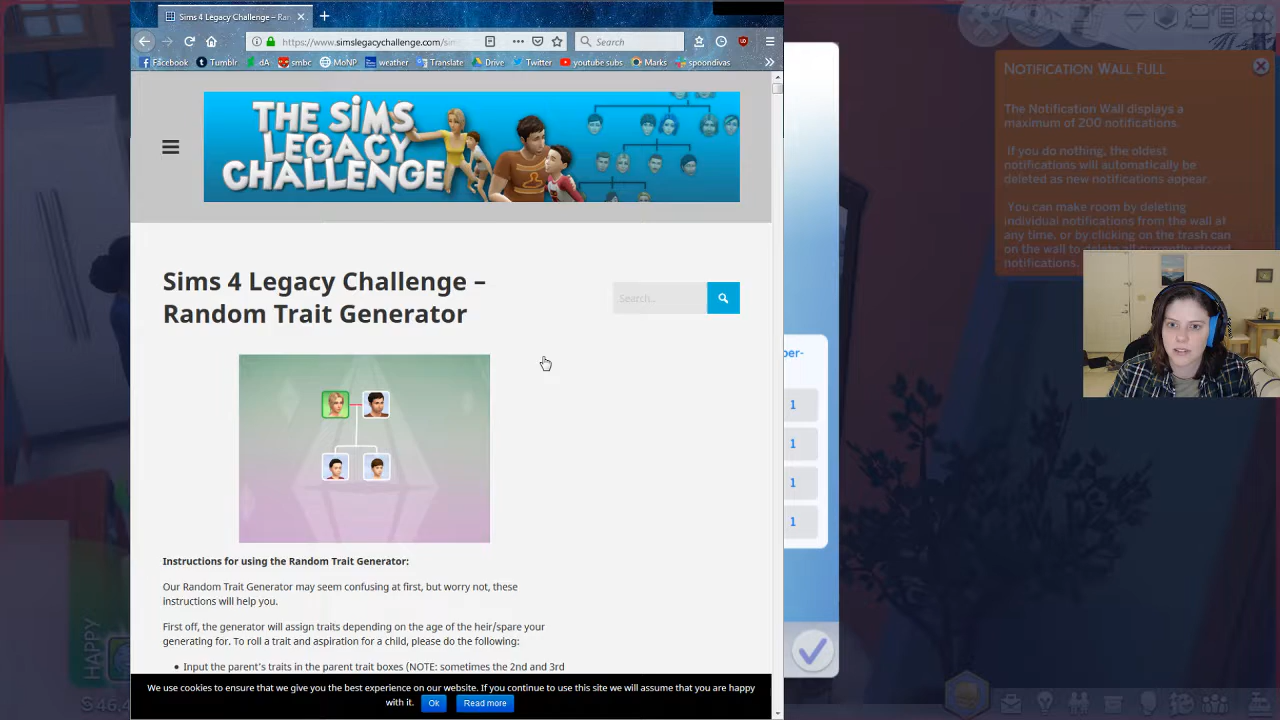 Sims 4 Legacy Challenge – Ran
https://www.simslegacychallenge.com/sim
Search
Facebook
Tumblr
dA
smbc
MoNP
weather
Translate
Drive
Twitter
youtube subs
Marks
spoondivas
THE SIMS
LEGACY
CHALLENGE
Sims 4 Legacy Challenge –
Random Trait Generator
Search...
Instructions for using the Random Trait Generator:
Our Random Trait Generator may seem confusing at first, but worry not, these
instructions will help you.
First off, the generator will assign traits depending on the age of the heir/spare your
generating for. To roll a trait and aspiration for a child, please do the following:
• Input the parent's traits in the parent trait boxes (NOTE: sometimes the 2nd and 3rd
We use cookies to ensure that we give you the best experience on our website. If you continue to use this site we will assume that you are happy
with it.
Ok
Read more
Notification Wall Full
The Notification Wall displays a
maximum of 200 notifications.
If you do nothing, the oldest
notifications will automatically be
deleted as new notifications appear.
You can make room by deleting
individual notifications from the wall at
any time, or by clicking on the trash can
on the wall to delete all currently stored
notifications.
per-
1
1
1
1
HAPPY